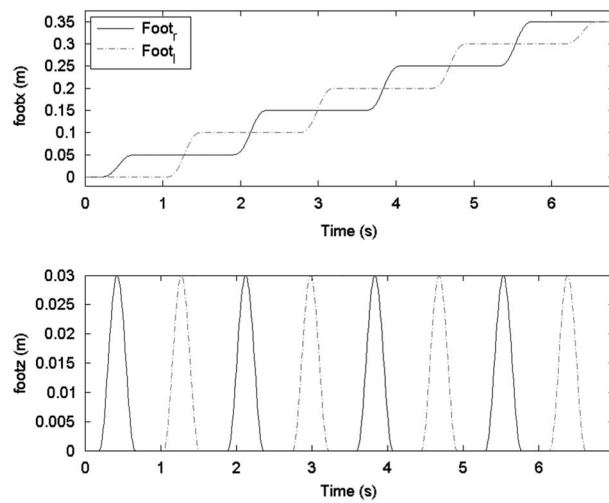 0.35
0.3
0.25
0.2
0.15
0.1
0.05
0
footx (m)
Foot_r
Foot_l
0 1 2 3 4 5 6
Time (s)
0.03
0.025
0.02
0.015
0.01
0.005
0
footz (m)
0 1 2 3 4 5 6
Time (s)